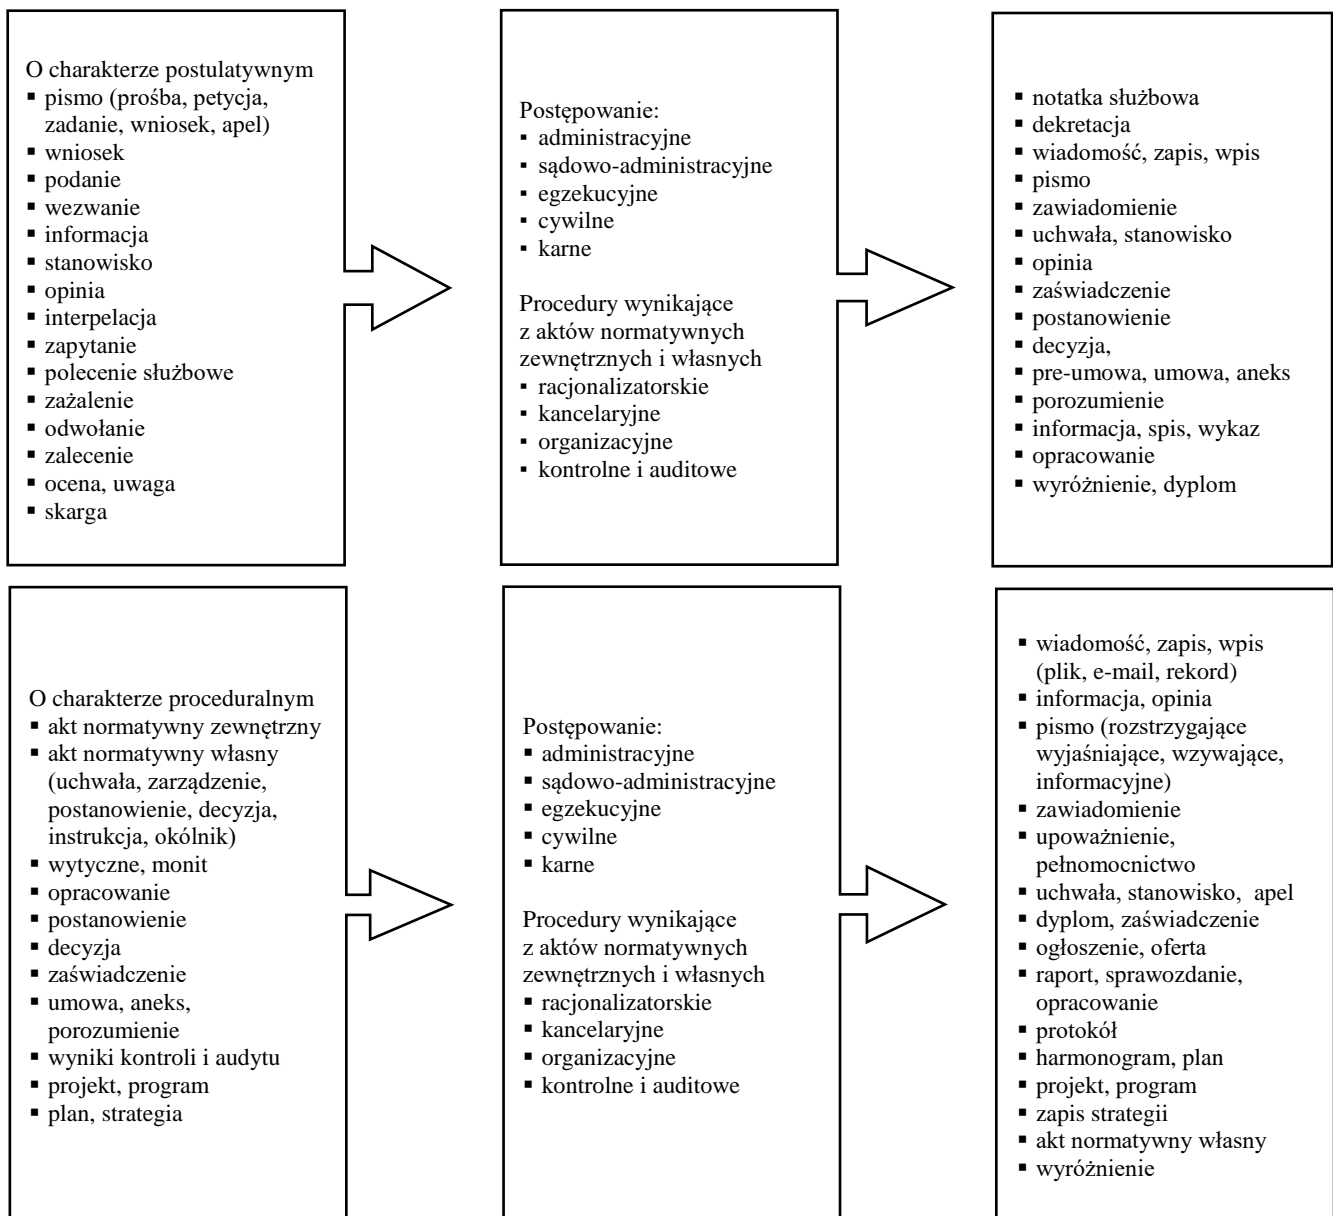 O charakterze postulatywnym
▪ pismo (prośba, petycja,
zadanie, wniosek, apel)
▪ wniosek
▪ podanie
▪ wezwanie
▪ informacja
▪ stanowisko
▪ opinia
▪ interpelacja
▪ zapytanie
▪ polecenie służbowe
▪ zażalenie
▪ odwołanie
▪ zalecenie
▪ ocena, uwaga
▪ skarga
Postępowanie:
▪ administracyjne
▪ sądowo-administracyjne
▪ egzekucyjne
▪ cywilne
▪ karne
Procedury wynikające
z aktów normatywnych
zewnętrznych i własnych
▪ racjonalizatorskie
▪ kancelaryjne
▪ organizacyjne
▪ kontrolne i auditowe
▪ notatka służbowa
▪ dekretacja
▪ wiadomość, zapis, wpis
▪ pismo
▪ zawiadomienie
▪ uchwała, stanowisko
▪ opinia
▪ zaświadczenie
▪ postanowienie
▪ decyzja,
▪ pre-umowa, umowa, aneks
▪ porozumienie
▪ informacja, spis, wykaz
▪ opracowanie
▪ wyróżnienie, dyplom
O charakterze proceduralnym
▪ akt normatywny zewnętrzny
▪ akt normatywny własny
(uchwała, zarządzenie,
postanowienie, decyzja,
instrukcja, okólnik)
▪ wytyczne, monit
▪ opracowanie
▪ postanowienie
▪ decyzja
▪ zaświadczenie
▪ umowa, aneks,
porozumienie
▪ wyniki kontroli i audytu
▪ projekt, program
▪ plan, strategia
Postępowanie:
▪ administracyjne
▪ sądowo-administracyjne
▪ egzekucyjne
▪ cywilne
▪ karne
Procedury wynikające
z aktów normatywnych
zewnętrznych i własnych
▪ racjonalizatorskie
▪ kancelaryjne
▪ organizacyjne
▪ kontrolne i auditowe
▪ wiadomość, zapis, wpis
(plik, e-mail, rekord)
▪ informacja, opinia
▪ pismo (rozstrzygające
wyjaśniające, wzywające,
informacyjne)
▪ zawiadomienie
▪ upoważnienie,
pełnomocnictwo
▪ uchwała, stanowisko, apel
▪ dyplom, zaświadczenie
▪ ogłoszenie, oferta
▪ raport, sprawozdanie,
opracowanie
▪ protokół
▪ harmonogram, plan
▪ projekt, program
▪ zapis strategii
▪ akt normatywny własny
▪ wyróżnienie